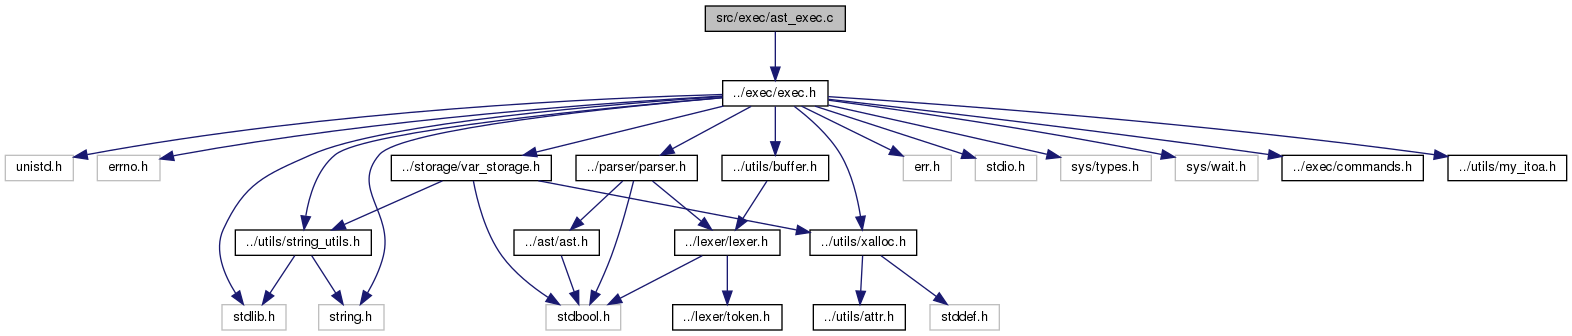 src/exec/ast_exec.c
../exec/exec.h
unistd.h
errno.h
../storage/var_storage.h
../parser/parser.h
../utils/buffer.h
err.h
stdio.h
sys/types.h
sys/wait.h
../exec/commands.h
../utils/my_itoa.h
../utils/string_utils.h
../ast/ast.h
../lexer/lexer.h
../utils/xalloc.h
stdlib.h
string.h
stdbool.h
../lexer/token.h
../utils/attr.h
stddef.h